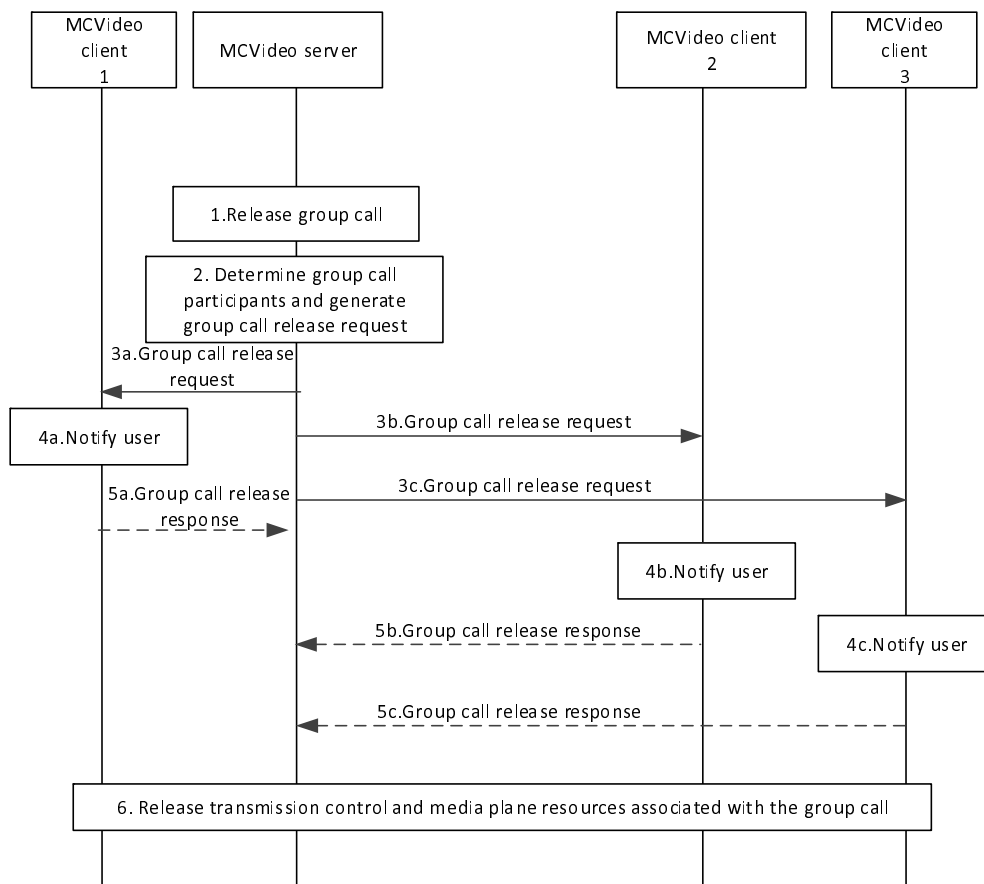 MCVideo
client
1
MCVideo server
MCVideo client
2
MCVideo
client
3
1.Release group call
2. Determine group call
participants and generate
group call release request
3a.Group call release
request
4a.Notify user
3b.Group call release request
3c.Group call release request
5a.Group call release
response
4b.Notify user
5b.Group call release response
4c.Notify user
5c.Group call release response
6. Release transmission control and media plane resources associated with the group call